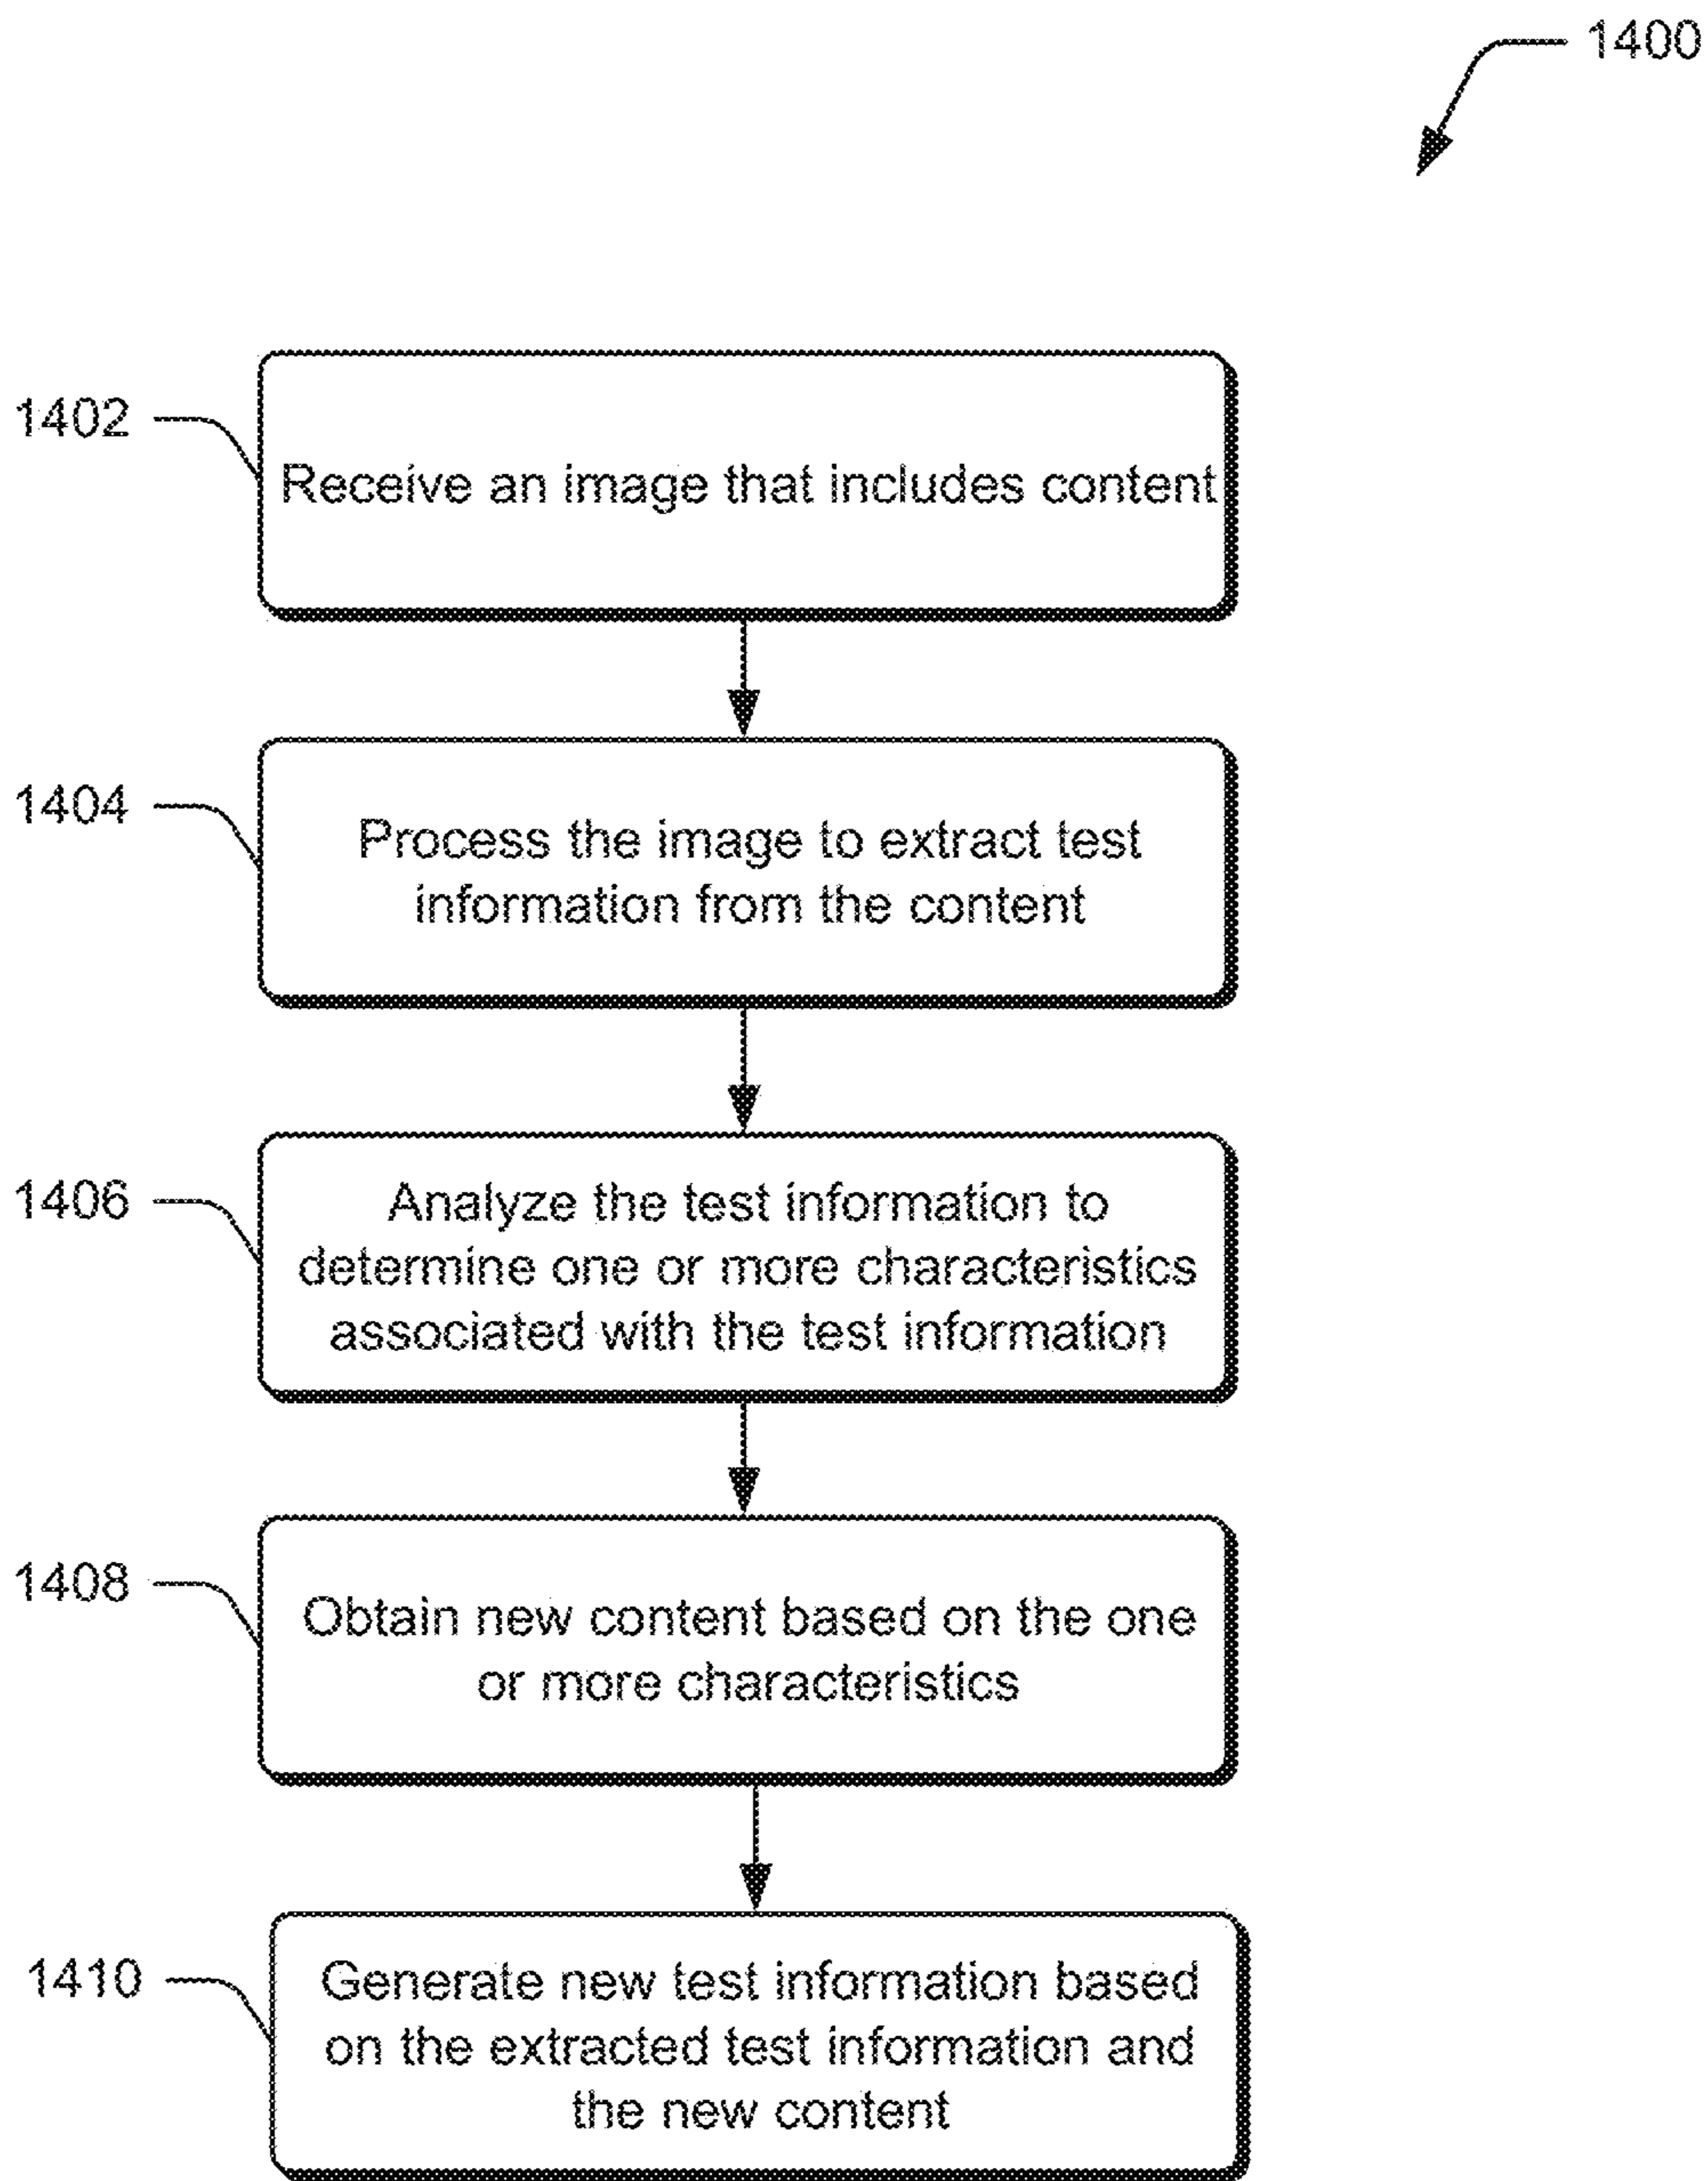 1400
1402
Receive an image that includes content
1404
Process the image to extract test
information from the content
1406
Analyze the test information to
determine one or more characteristics
associated with the test information
1408
Obtain new content based on the one
or more characteristics
1410
Generate new test information based
on the extracted test information and
the new content